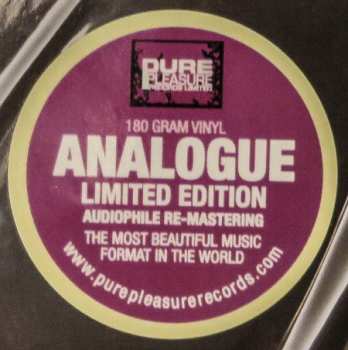 PURE
PLEASURE
RECORDS LIMITED
180 GRAM VINYL
ANALOGUE
LIMITED EDITION
AUDIOPHILE RE-MASTERING
THE MOST BEAUTIFUL MUSIC
FORMAT IN THE WORLD
www.purepleasurerecords.com